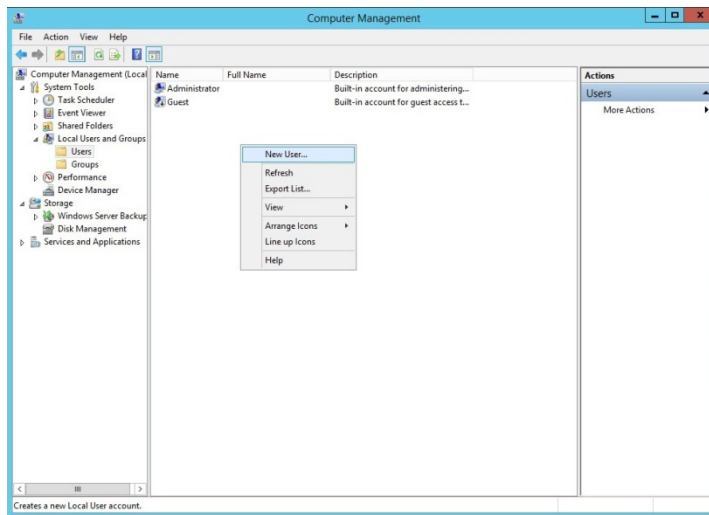 Computer Management
File Action View Help
Computer Management (Local
System Tools
Task Scheduler
Event Viewer
Shared Folders
Local Users and Groups
Users
Groups
Performance
Device Manager
Storage
Windows Server Backup
Disk Management
Services and Applications
Name Full Name Description
Administrator Built-in account for administering...
Guest Built-in account for guest access t...
New User...
Refresh
Export List...
View
Arrange Icons
Line up Icons
Help
Actions
Users
More Actions
Creates a new Local User account.